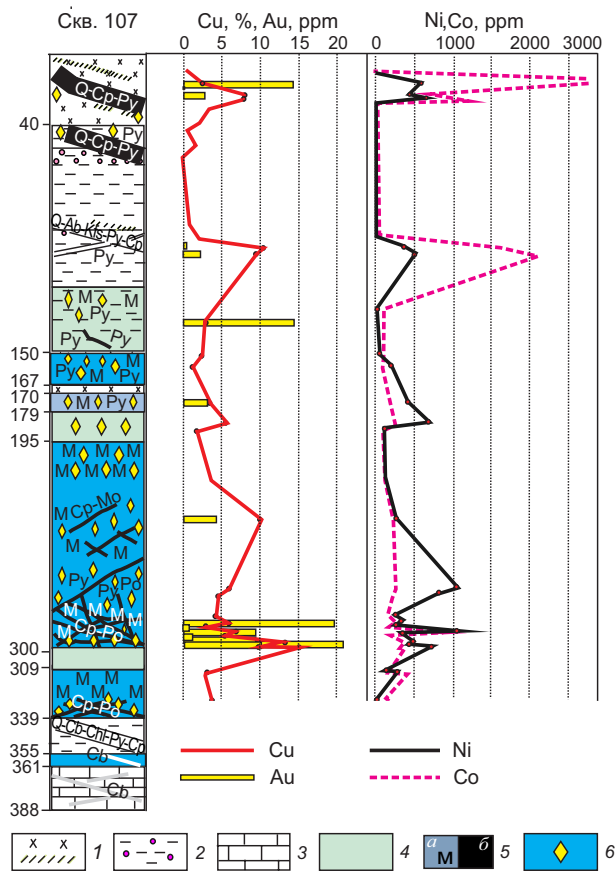 Скв. 107
Cu, %, Au, ppm
Ni,Co, ppm
0 5 10 15 20
0 1000 2000 3000
Q-Cp-Py
40
Py
Q-Cp-Py
Q-Ab-Kfs-Py-Cp
Py
M M
Py
Py Py
150
Py M M
Py M Py
167
170
M Py
179
195
M M M
M M M
M Cp-Mo
M M
Py Py Po
M M M M
Cp-Po
300
309
M M
M M
Cp-Po
339
Q-Cb-Chl-Py-Cp
355
Cb
361
Cb
388
Cu
Au
Ni
Co
x x 1
2
3
4
а М б 5
6